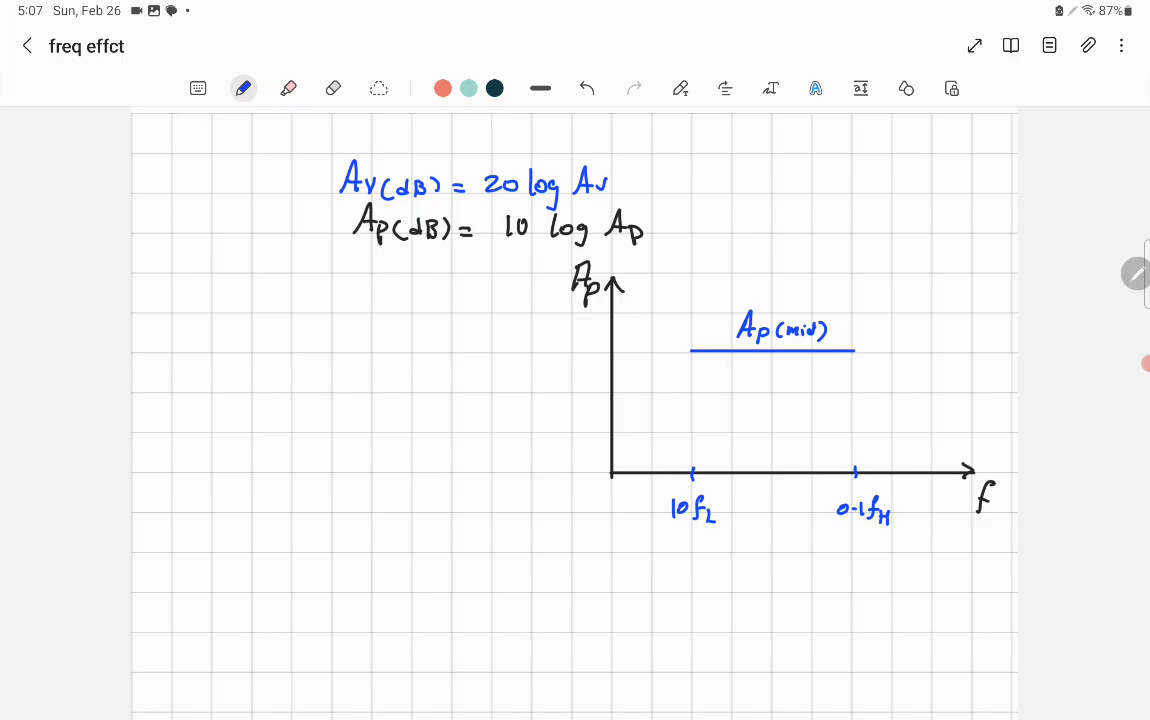 5:07 Sun, Feb 26
87%
freq effct
Av(dB) = 20 log Av
Ap(dB) = 10 log Ap
Ap
Ap(mid)
10fL
0.1fH
f